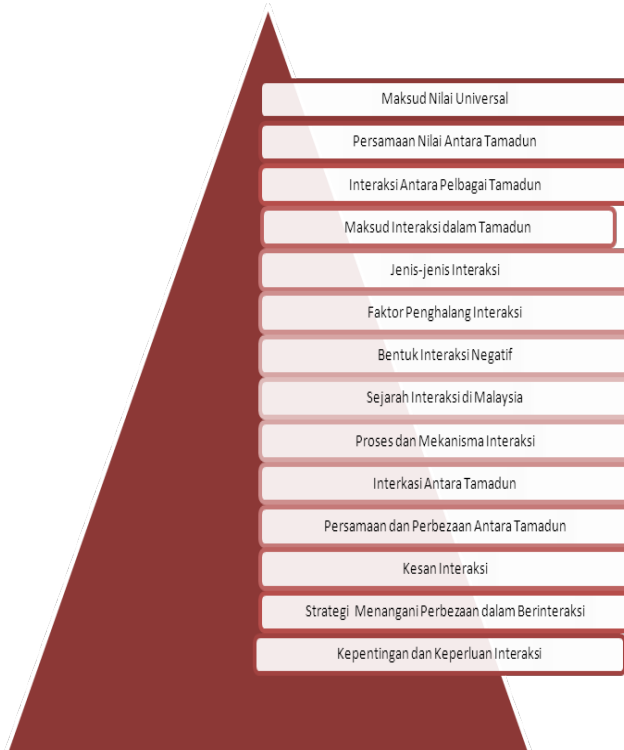 Maksud Nilai Universal
Persamaan Nilai Antara Tamadun
Interaksi Antara Pelbagai Tamadun
Maksud Interaksi dalam Tamadun
Jenis-jenis Interaksi
Faktor Penghalang Interaksi
Bentuk Interaksi Negatif
Sejarah Interaksi di Malaysia
Proses dan Mekanisma Interaksi
Interkasi Antara Tamadun
Persamaan dan Perbezaan Antara Tamadun
Kesan Interaksi
Strategi Menangani Perbezaan dalam Berinteraksi
Kepentingan dan Keperluan Interaksi